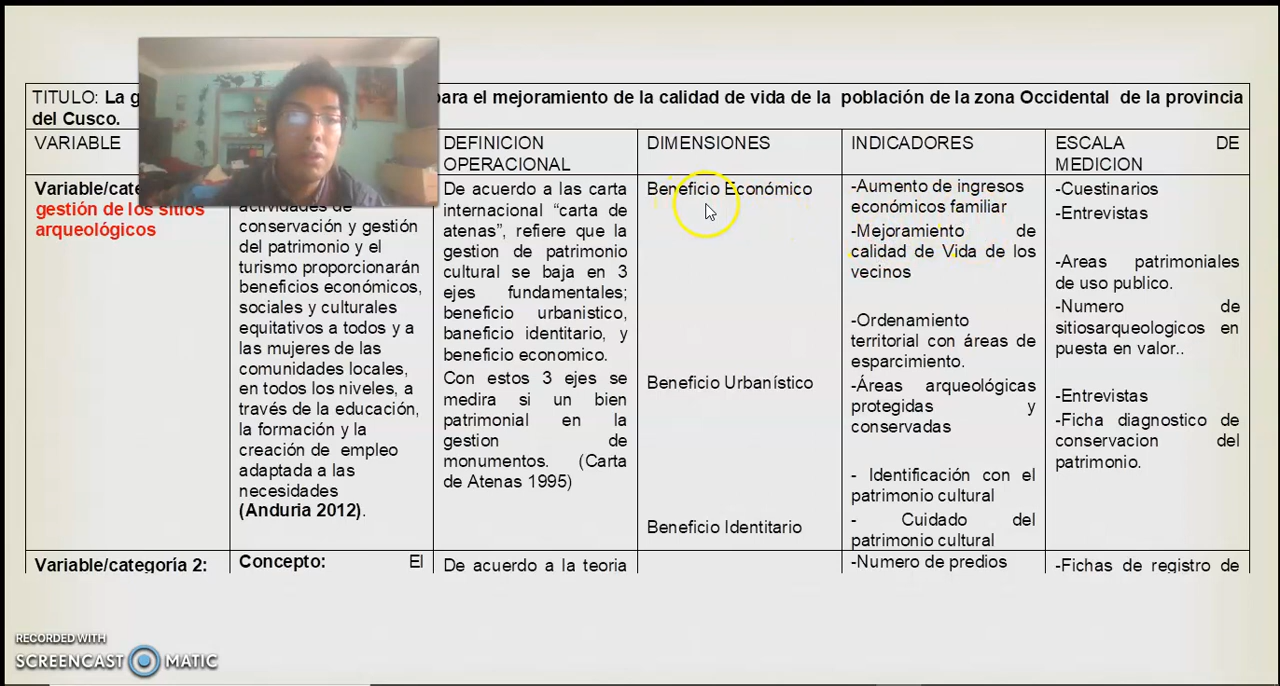 TITULO: La g para el mejoramiento de la calidad de vida de la población de la zona Occidental de la provincia
del Cusco.
VARIABLE
DEFINICION
OPERACIONAL
DIMENSIONES
INDICADORES
ESCALA DE
MEDICION
Variable/cate
gestión de los sitios
arqueológicos
actividades de
conservación y gestión
del patrimonio y el
turismo proporcionarán
beneficios económicos,
sociales y culturales
equitativos a todos y a
las mujeres de las
comunidades locales,
en todos los niveles, a
través de la educación,
la formación y la
creación de empleo
adaptada a las
necesidades
(Anduria 2012).
De acuerdo a las carta
internacional “carta de
atenas”, refiere que la
gestion de patrimonio
cultural se baja en 3
ejes fundamentales;
beneficio urbanistico,
baneficio identitario, y
beneficio economico.
Con estos 3 ejes se
medira si un bien
patrimonial en la
gestion de
monumentos. (Carta
de Atenas 1995)
Beneficio Económico
Beneficio Urbanístico
Beneficio Identitario
-Aumento de ingresos
económicos familiar
-Mejoramiento de
calidad de Vida de los
vecinos
-Ordenamiento
territorial con áreas de
esparcimiento.
-Áreas arqueológicas
protegidas y
conservadas
- Identificación con el
patrimonio cultural
- Cuidado del
patrimonio cultural
-Cuestinarios
-Entrevistas
-Areas patrimoniales
de uso publico.
-Numero de
sitiosarqueologicos en
puesta en valor..
-Entrevistas
-Ficha diagnostico de
conservacion del
patrimonio.
Variable/categoría 2:
Concepto: El
De acuerdo a la teoria
-Numero de predios
-Fichas de registro de
RECORDED WITH
SCREENCAST MATIC